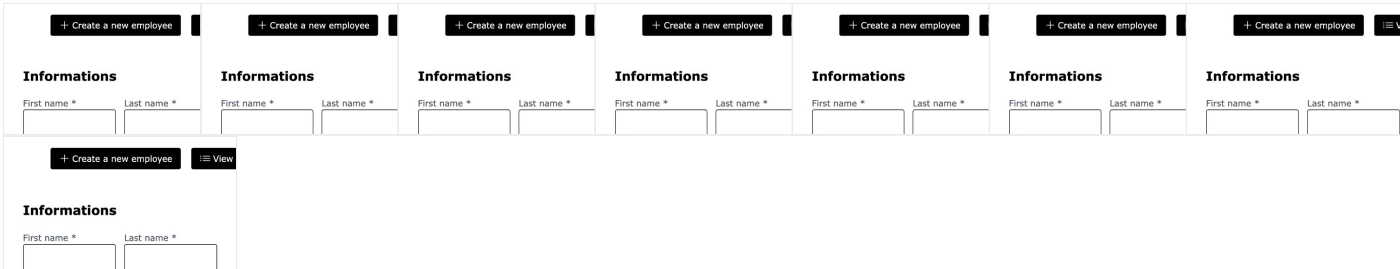 + Create a new employee
+ Create a new employee
+ Create a new employee
+ Create a new employee
+ Create a new employee
+ Create a new employee
+ Create a new employee
Informations
Informations
Informations
Informations
Informations
Informations
Informations
First name * Last name *
First name * Last name *
First name * Last name *
First name * Last name *
First name * Last name *
First name * Last name *
First name * Last name *
+ Create a new employee View
Informations
First name * Last name *